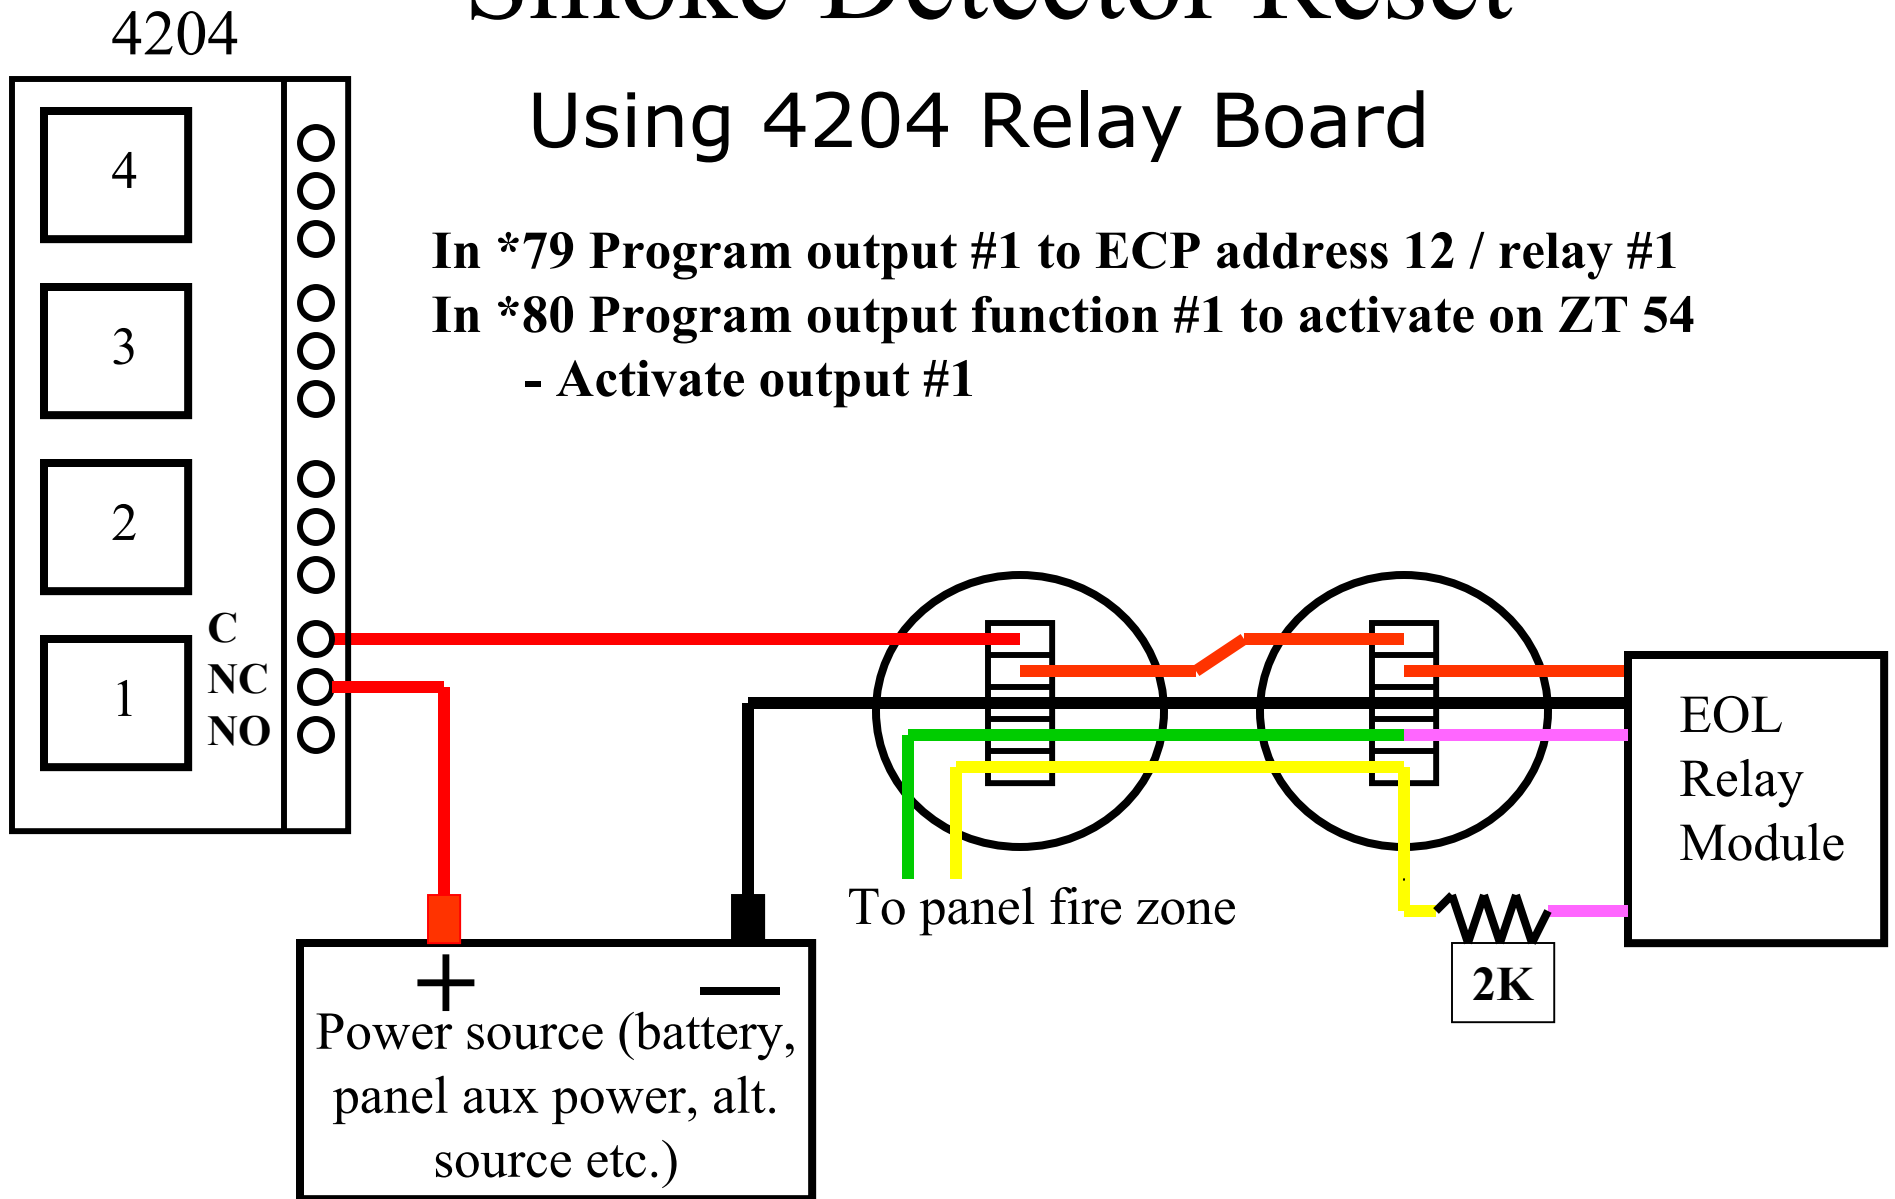 Smoke Detector Reset
4204
Using 4204 Relay Board
In *79 Program output #1 to ECP address 12 / relay #1
In *80 Program output function #1 to activate on ZT 54
- Activate output #1
4
3
2
1
C
NC
NO
EOL
Relay
Module
To panel fire zone
2K
+
—
Power source (battery,
panel aux power, alt.
source etc.)